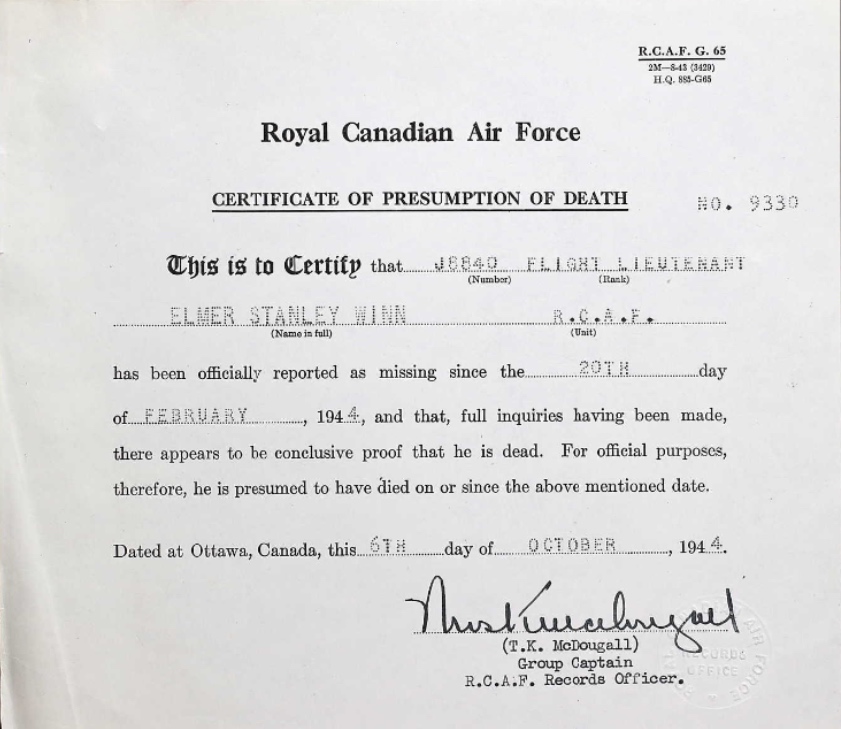 R.C.A.F. G. 65
2M—8-43 (3429)
H.Q. 885-G65
Royal Canadian Air Force
CERTIFICATE OF PRESUMPTION OF DEATH NO. 9330
This is to Certify that J8840 FLIGHT LIEUTENANT
(Number) (Rank)
ELMER STANLEY WINN R.C.A.F.
(Name in full) (Unit)
has been officially reported as missing since the 20TH day
of FEBRUARY, 1944, and that, full inquiries having been made,
there appears to be conclusive proof that he is dead. For official purposes,
therefore, he is presumed to have died on or since the above mentioned date.
Dated at Ottawa, Canada, this 6TH day of OCTOBER, 1944.
(T.K. McDougall)
Group Captain
R.C.A.F. Records Officer.
RECORDS
OFFICE
AIR FORCE